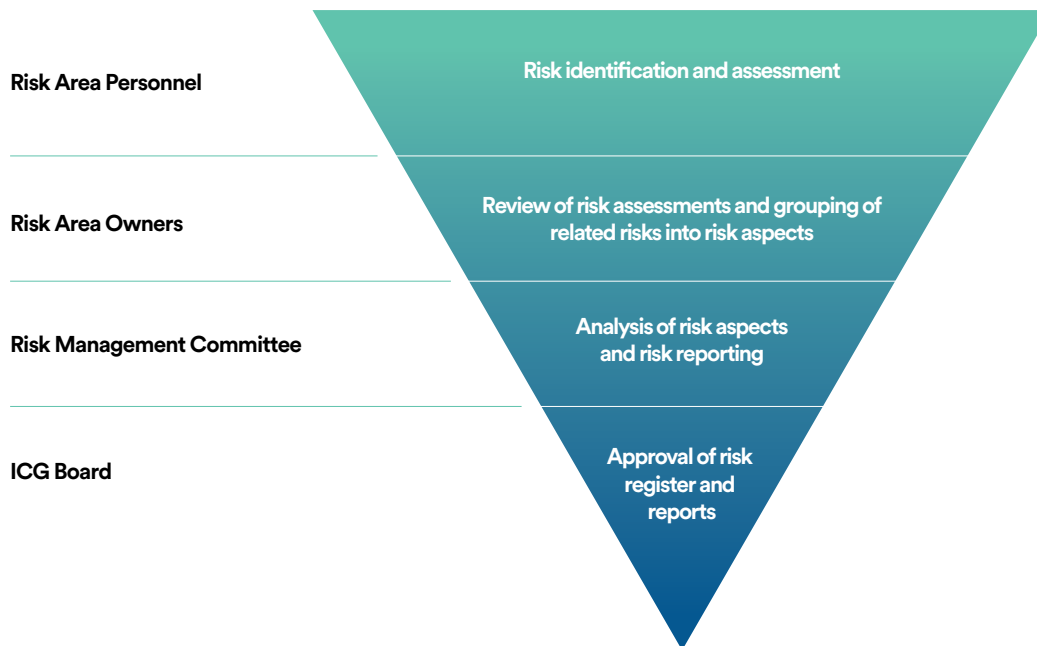 Risk Area Personnel
Risk identification and assessment
Risk Area Owners
Review of risk assessments and grouping of
related risks into risk aspects
Risk Management Committee
Analysis of risk aspects
and risk reporting
ICG Board
Approval of risk
register and
reports